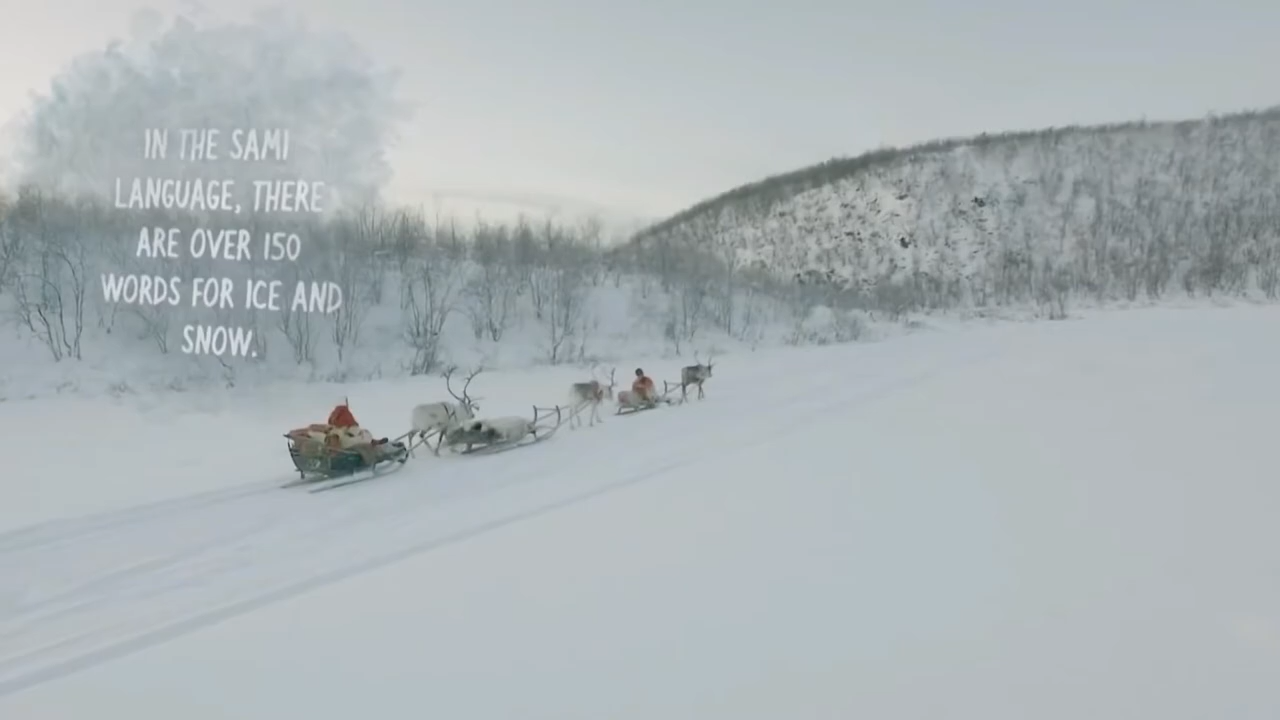 IN THE SAMI
LANGUAGE, THERE
ARE OVER 150
WORDS FOR ICE AND
SNOW.